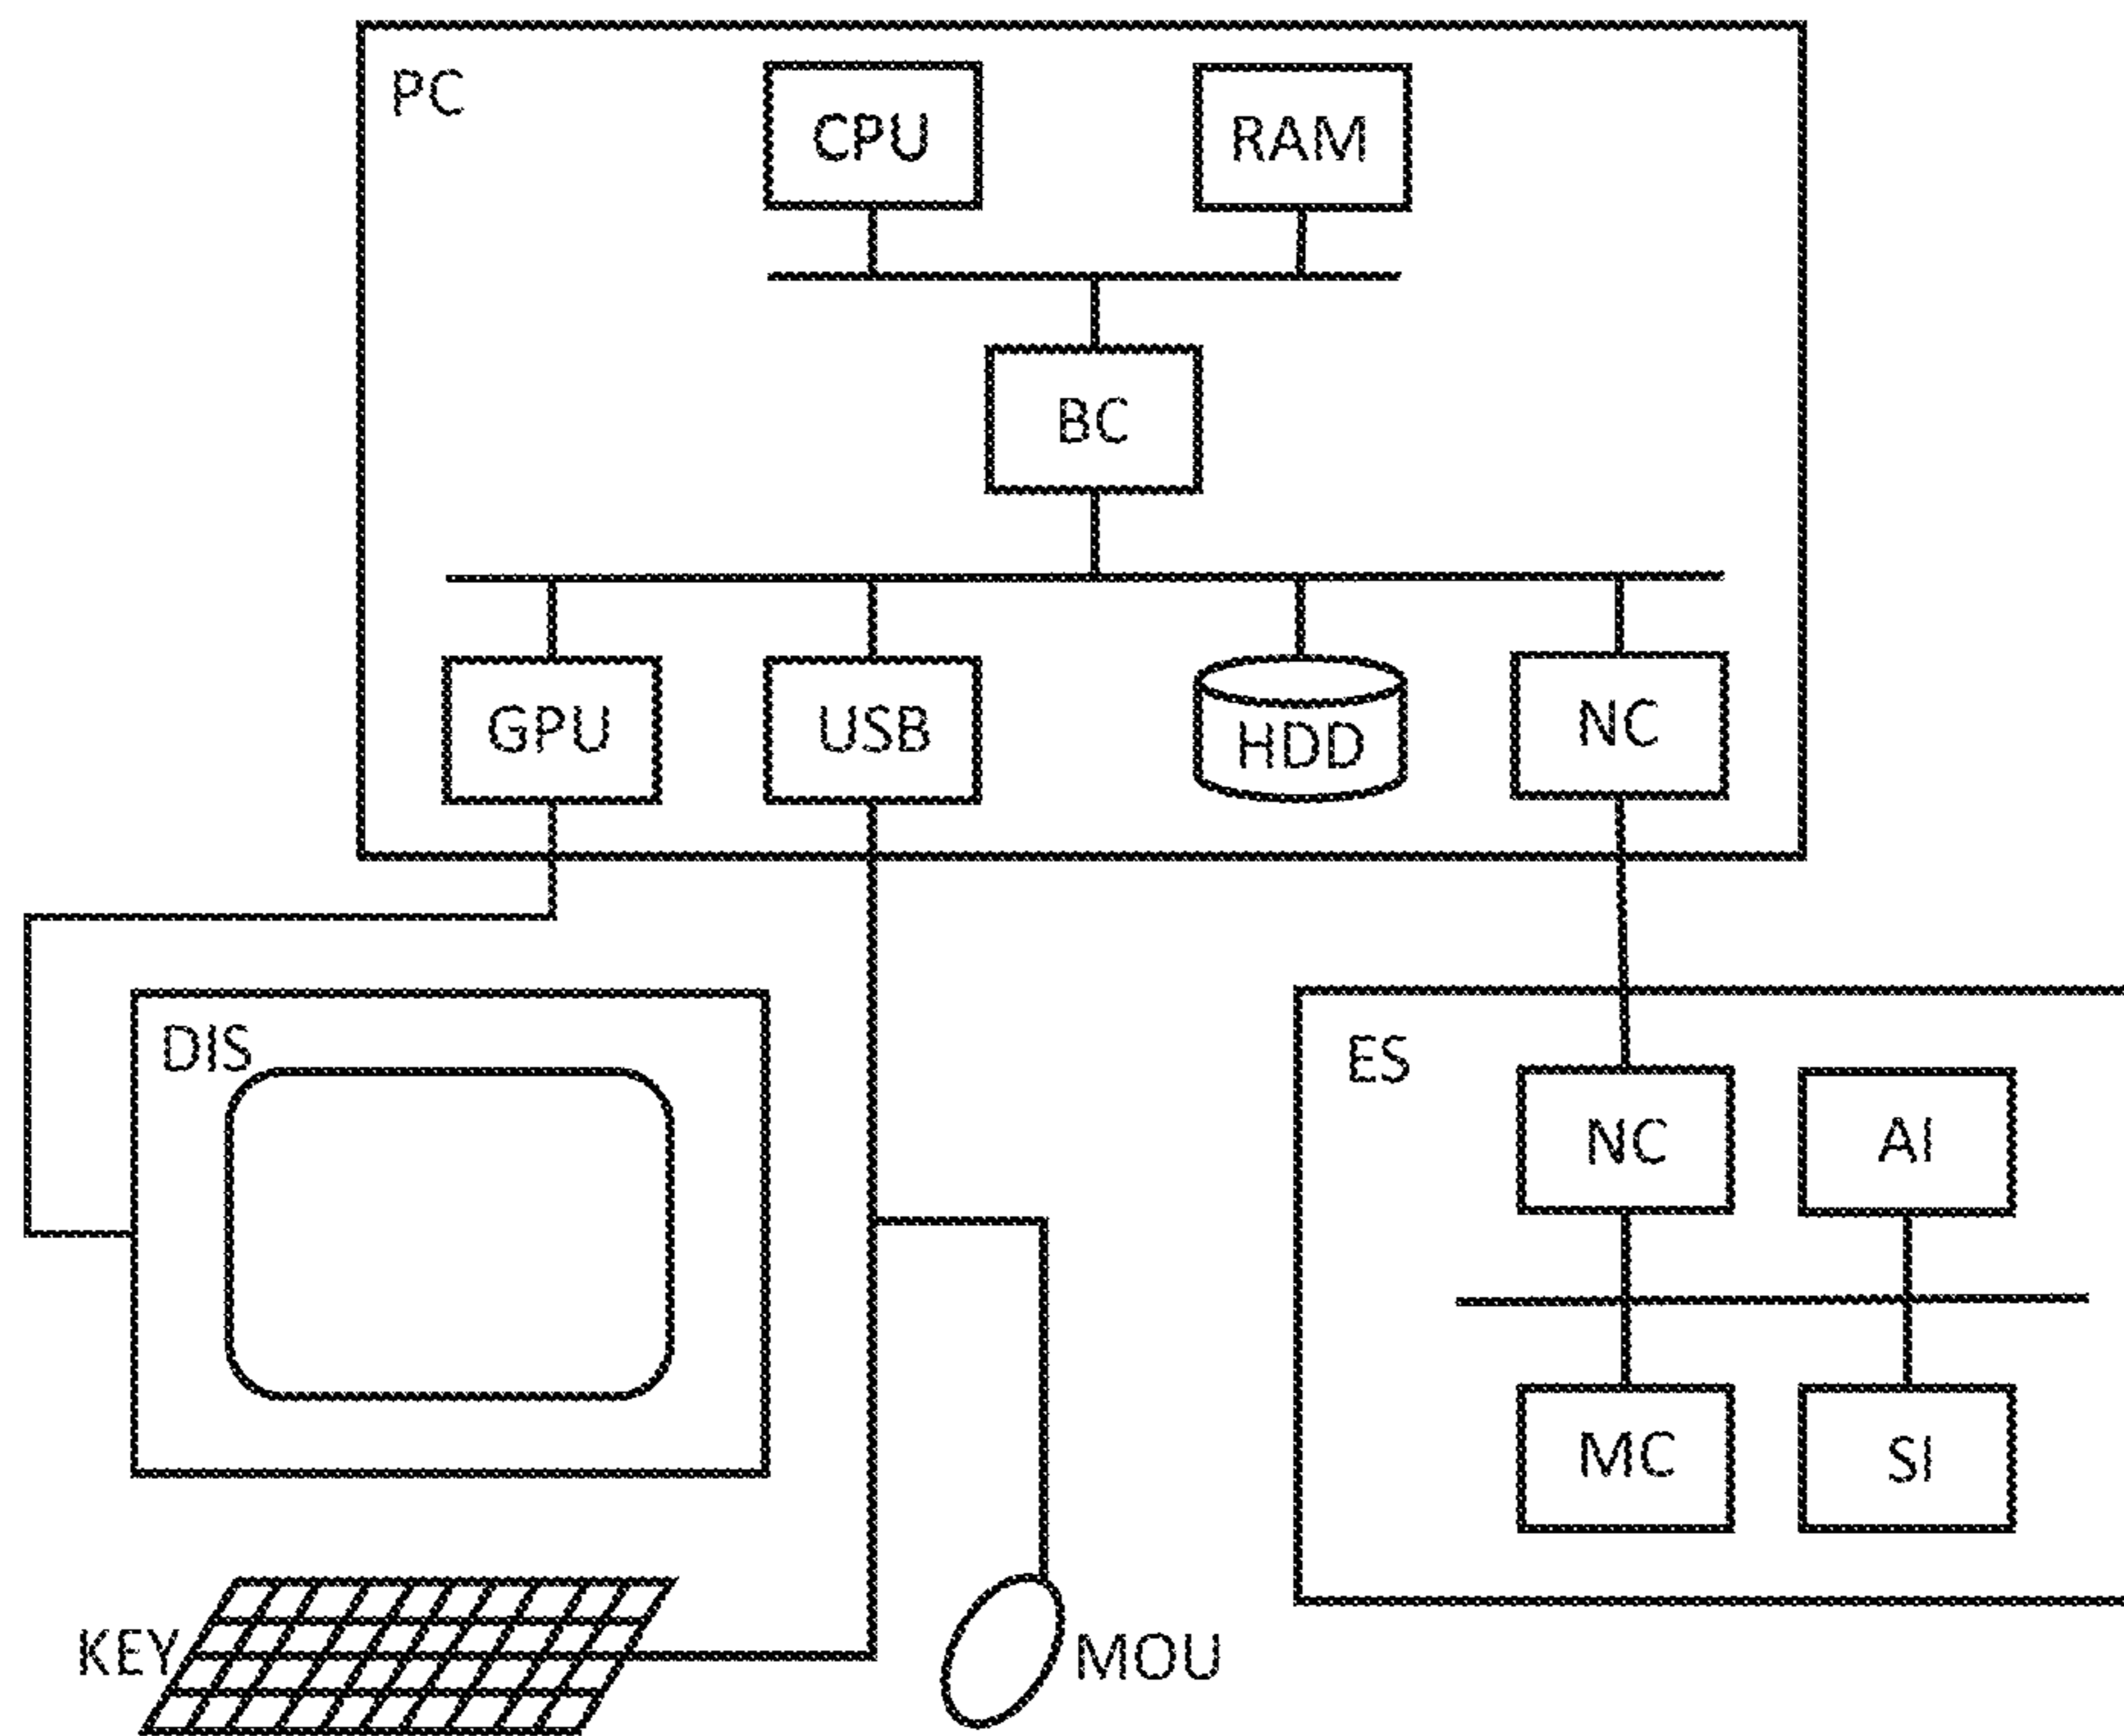 PC
CPU
RAM
BC
GPU
USB
HDD
NC
DIS
ES
NC
AI
MC
SI
KEY
MOU